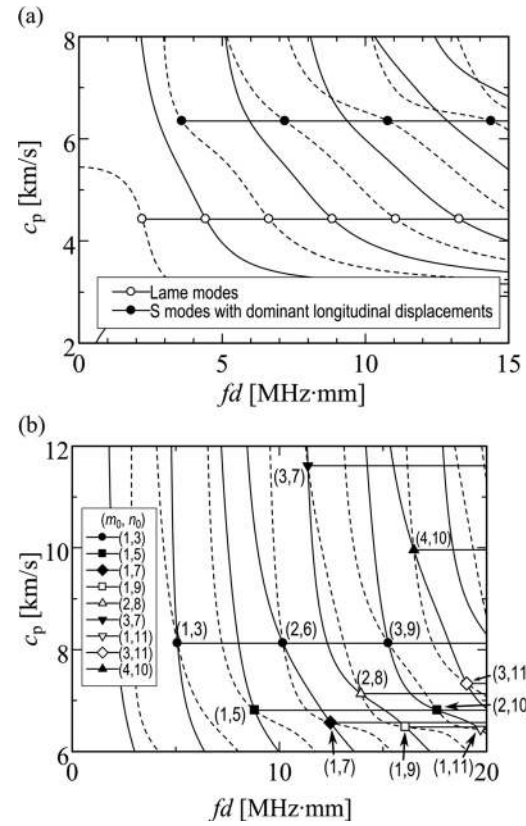 (a)
8
6
4
2
c_p [km/s]
Lame modes
S modes with dominant longitudinal displacements
0 5 10 15
fd [MHz·mm]
(b)
12
10
8
6
c_p [km/s]
(m_0, n_0)
(1,3)
(1,5)
(1,7)
(1,9)
(2,8)
(3,7)
(1,11)
(3,11)
(4,10)
(3,7)
(4,10)
(1,3)
(2,6)
(3,9)
(2,8)
(3,11)
(1,5)
(2,10
(1,7)
(1,9)
(1,11)
0 10 20
fd [MHz·mm]